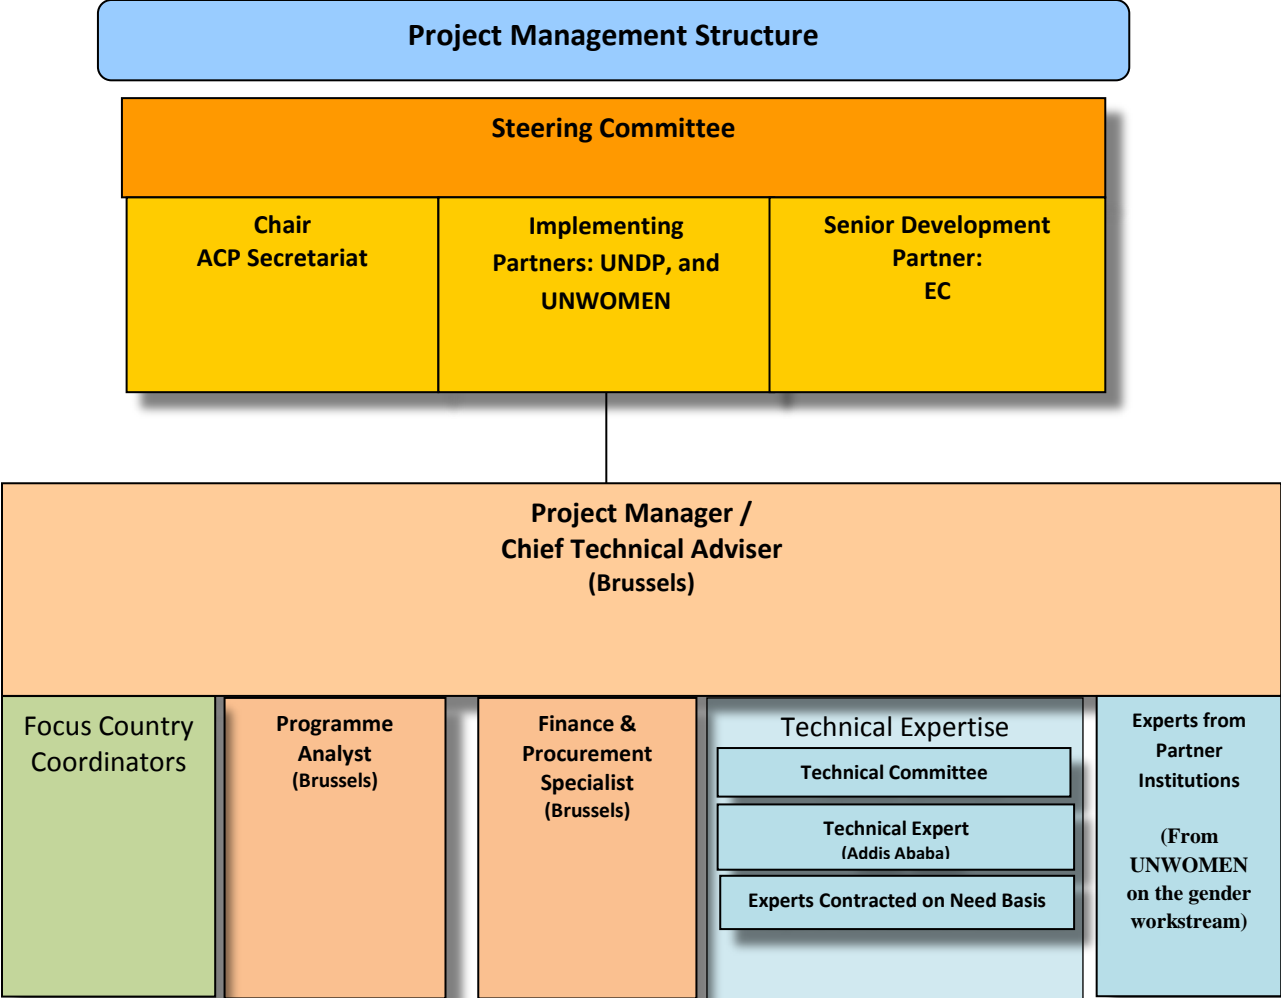 Project Management Structure
Steering Committee
Chair
ACP Secretariat
Implementing
Partners: UNDP, and
UNWOMEN
Senior Development
Partner:
EC
Project Manager /
Chief Technical Adviser
(Brussels)
Focus Country
Coordinators
Programme
Analyst
(Brussels)
Finance &
Procurement
Specialist
(Brussels)
Technical Expertise
Technical Committee
Technical Expert
(Addis Ababa)
Experts Contracted on Need Basis
Experts from
Partner
Institutions
(From
UNWOMEN
on the gender
workstream)